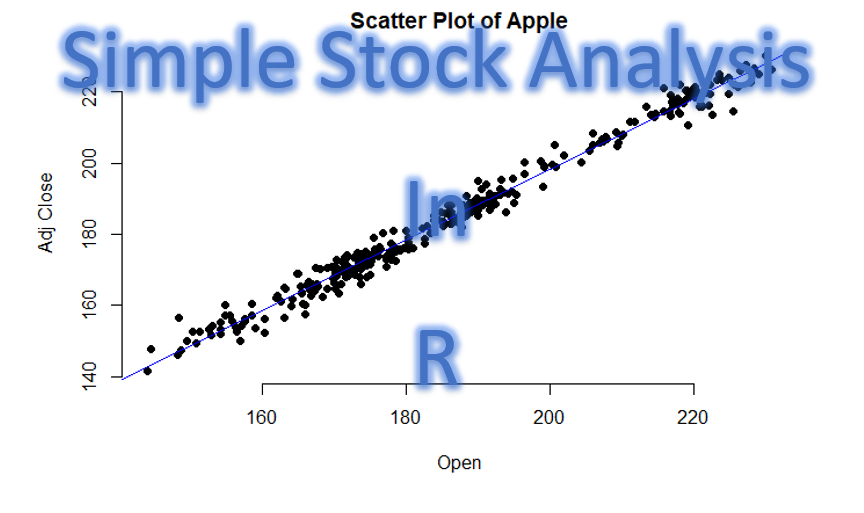 Scatter Plot of Apple
Simple Stock Analysis
In
R
Adj Close
220
200
180
160
140
160
180
200
220
Open